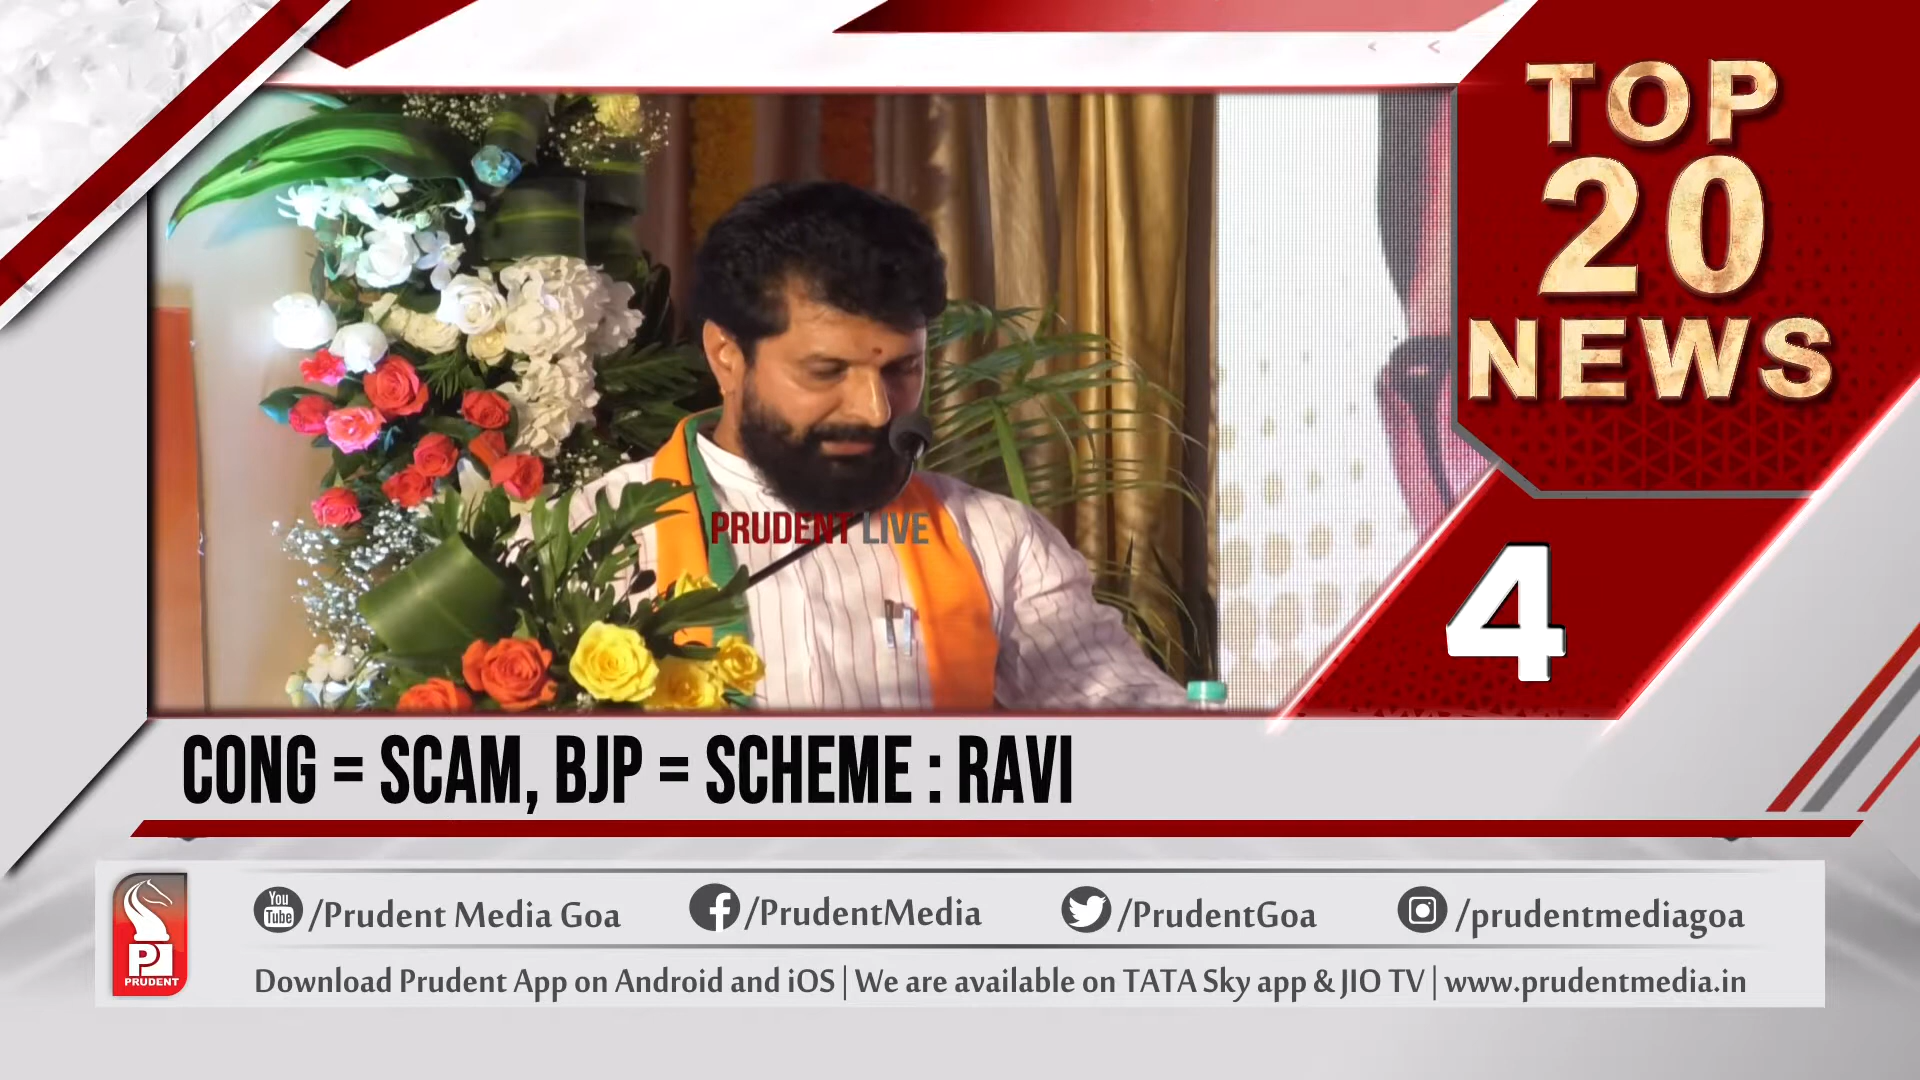 TOP
20
NEWS
PRUDENT LIVE
4
CONG = SCAM, BJP = SCHEME : RAVI
You Tube /Prudent Media Goa
/PrudentMedia
/PrudentGoa
/prudentmediagoa
PRUDENT
Download Prudent App on Android and iOS | We are available on TATA Sky app & JIO TV | www.prudentmedia.in